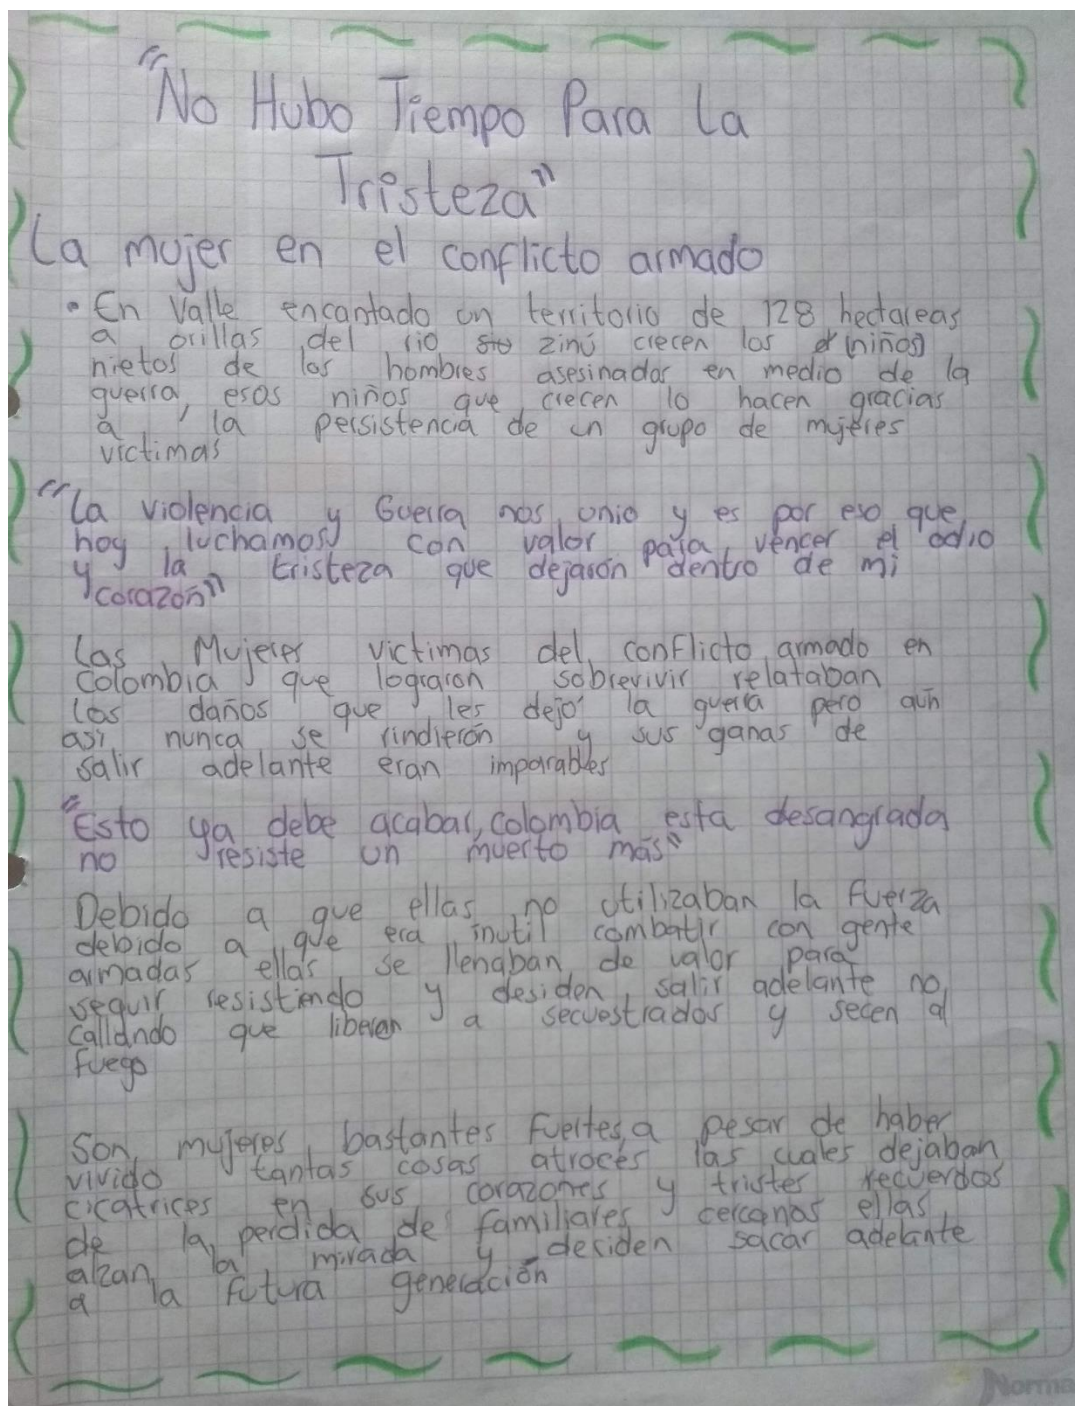 "No Hubo Tiempo Para La
Tristeza"
La mujer en el conflicto armado
• En Valle encantado un territorio de 128 hectareas
a orillas del rio zinú crecen los (niños)
nietos de los hombres asesinados en medio de la
guerra, esos niños que crecen lo hacen gracias
a la persistencia de un grupo de mujeres
victimas
"La violencia y Guerra nos unio y es por eso que
hoy luchamos con valor para vencer el odio
y la tristeza que dejarón dentro de mi
corazón"
Las Mujeres victimas del conflicto armado en
Colombia que lograron sobrevivir relataban
los daños que les dejó la guerra pero aún
asi nunca se rindierón y sus ganas de
salir adelante eran imparables
"Esto ya debe acabar, colombia esta desangrada
no resiste un muerto más"
Debido a que ellas no utilizaban la fuerza
debido a que era inutil combatir con gente
armadas ellas se llenaban de valor para
seguir resistiendo y desiden salir adelante no
callando que liberen a secuestrados y secen al
fuego
Son mujeres bastantes fuertes, a pesar de haber
vivido tantas cosas atroces las cuales dejaban
cicatrices en sus corazones y tristes recuerdos
de la perdida de familiares cercanos ellas
alzan la mirada y deciden sacar adelante
a la futura generación
Norma